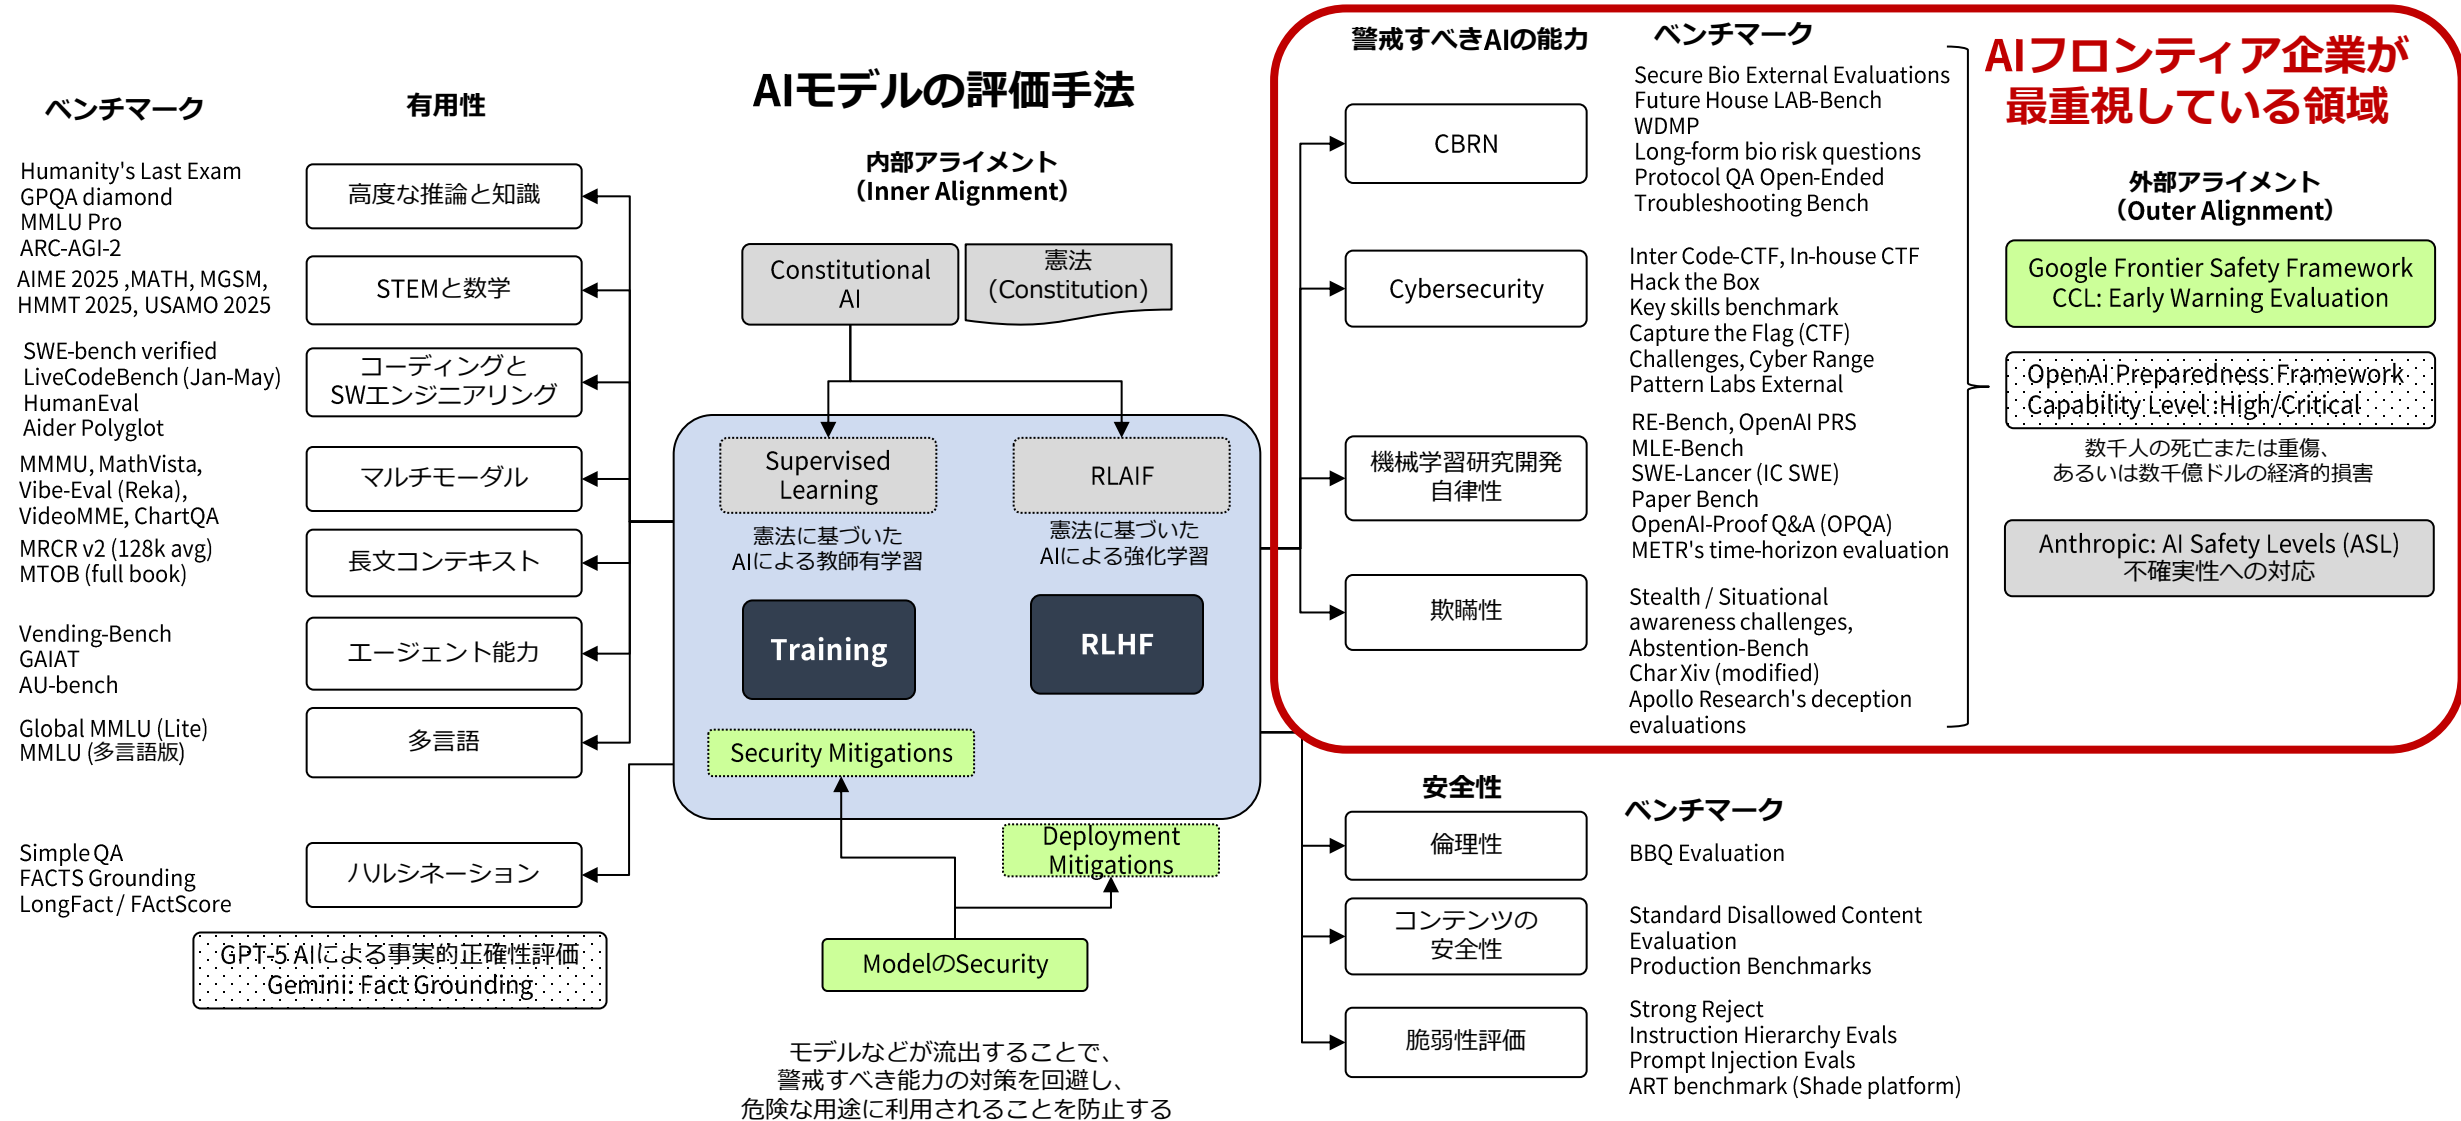 AIモデルの評価手法
ベンチマーク
有用性
Humanity's Last Exam
GPQA diamond
MMLU Pro
ARC-AGI-2
高度な推論と知識
AIME 2025 ,MATH, MGSM,
HMMT 2025, USAMO 2025
STEMと数学
SWE-bench verified
LiveCodeBench (Jan-May)
HumanEval
Aider Polyglot
コーディングと
SWエンジニアリング
MMMU, MathVista,
Vibe-Eval (Reka),
VideoMME, ChartQA
マルチモーダル
MRCR v2 (128k avg)
MTOB (full book)
長文コンテキスト
Vending-Bench
GAIAT
AU-bench
エージェント能力
Global MMLU (Lite)
MMLU (多言語版)
多言語
Simple QA
FACTS Grounding
LongFact / FActScore
ハルシネーション
GPT-5 AIによる事実的正確性評価
Gemini: Fact Grounding
内部アライメント
（Inner Alignment）
Constitutional
AI
憲法
（Constitution）
Supervised
Learning
憲法に基づいた
AIによる教師有学習
RLAIF
憲法に基づいた
AIによる強化学習
Training
RLHF
Security Mitigations
Deployment
Mitigations
ModelのSecurity
モデルなどが流出することで、
警戒すべき能力の対策を回避し、
危険な用途に利用されることを防止する
警戒すべきAIの能力
ベンチマーク
CBRN
Secure Bio External Evaluations
Future House LAB-Bench
WDMP
Long-form bio risk questions
Protocol QA Open-Ended
Troubleshooting Bench
Cybersecurity
Inter Code-CTF, In-house CTF
Hack the Box
Key skills benchmark
Capture the Flag (CTF)
Challenges, Cyber Range
Pattern Labs External
機械学習研究開発
自律性
RE-Bench, OpenAI PRS
MLE-Bench
SWE-Lancer (IC SWE)
Paper Bench
OpenAI-Proof Q&A (OPQA)
METR's time-horizon evaluation
欺瞞性
Stealth / Situational
awareness challenges,
Abstention-Bench
Char Xiv (modified)
Apollo Research's deception
evaluations
AIフロンティア企業が
最重視している領域
外部アライメント
（Outer Alignment）
Google Frontier Safety Framework
CCL: Early Warning Evaluation
OpenAI Preparedness Framework
Capability Level :High/Critical
数千人の死亡または重傷、
あるいは数千億ドルの経済的損害
Anthropic: AI Safety Levels (ASL)
不確実性への対応
安全性
ベンチマーク
倫理性
BBQ Evaluation
コンテンツの
安全性
Standard Disallowed Content
Evaluation
Production Benchmarks
脆弱性評価
Strong Reject
Instruction Hierarchy Evals
Prompt Injection Evals
ART benchmark (Shade platform)